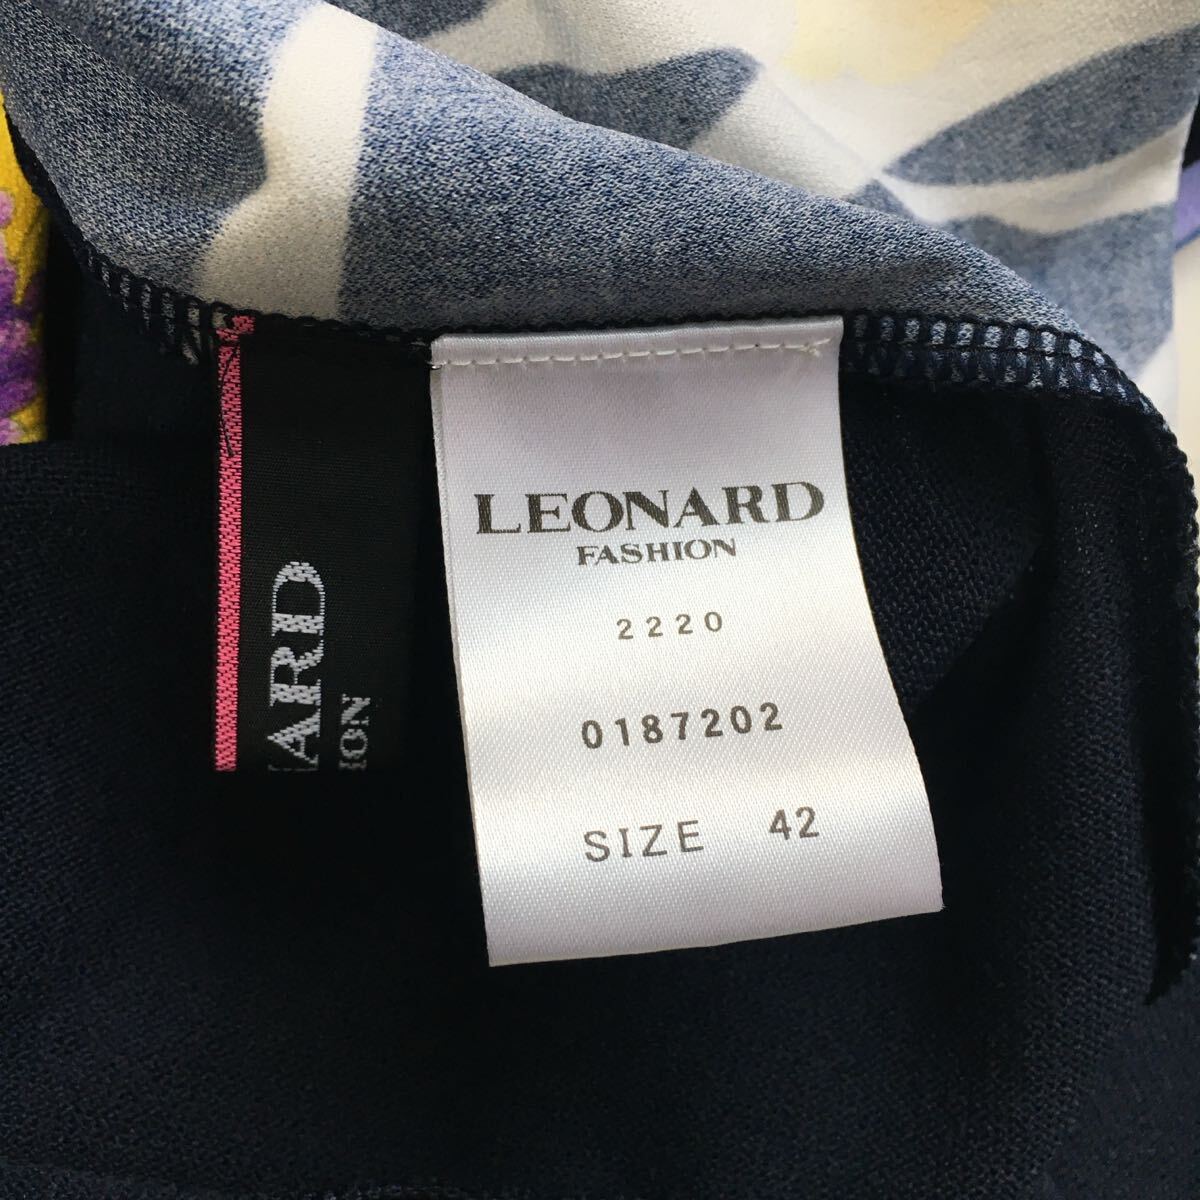 LEONARD
FASHION
2220
0187202
SIZE 42
ARD
ION